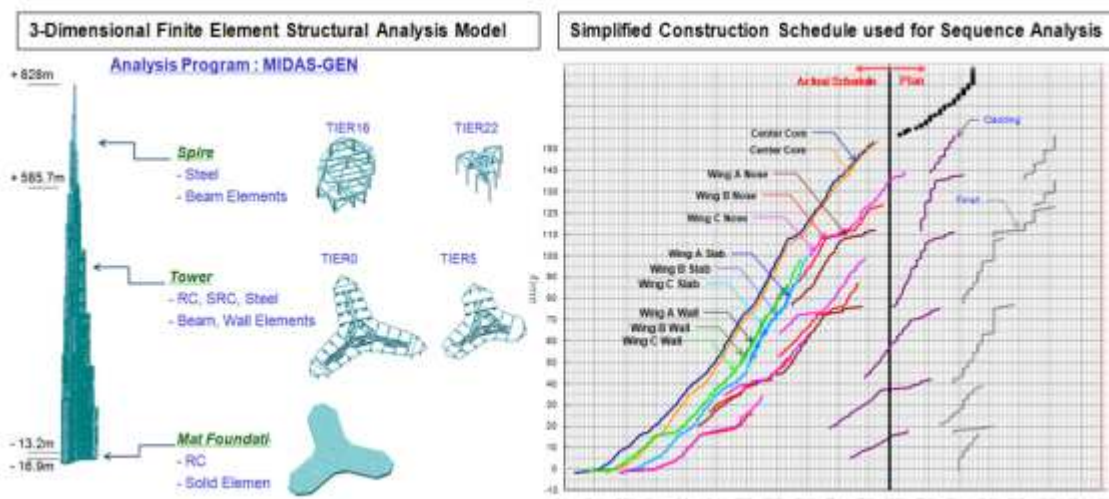 3-Dimensional Finite Element Structural Analysis Model
Analysis Program : MIDAS-GEN
+ 828m
Spire
- Steel
- Beam Elements
+ 585.7m
TIER16
TIER22
Tower
- RC, SRC, Steel
- Beam, Wall Elements
TIER0
TIER5
- 13.2m
- 16.9m
Mat Foundati
- RC
- Solid Elemen
Simplified Construction Schedule used for Sequence Analysis
Actual Schedule
Plan
Center Core
Center Core
Wing A Nose
Wing B Nose
Wing C Nose
Wing A Slab
Wing B Slab
Wing C Slab
Wing A Wall
Wing B Wall
Wing C Wall
150
140
130
120
110
100
90
80
70
60
50
40
30
20
10
0
-10